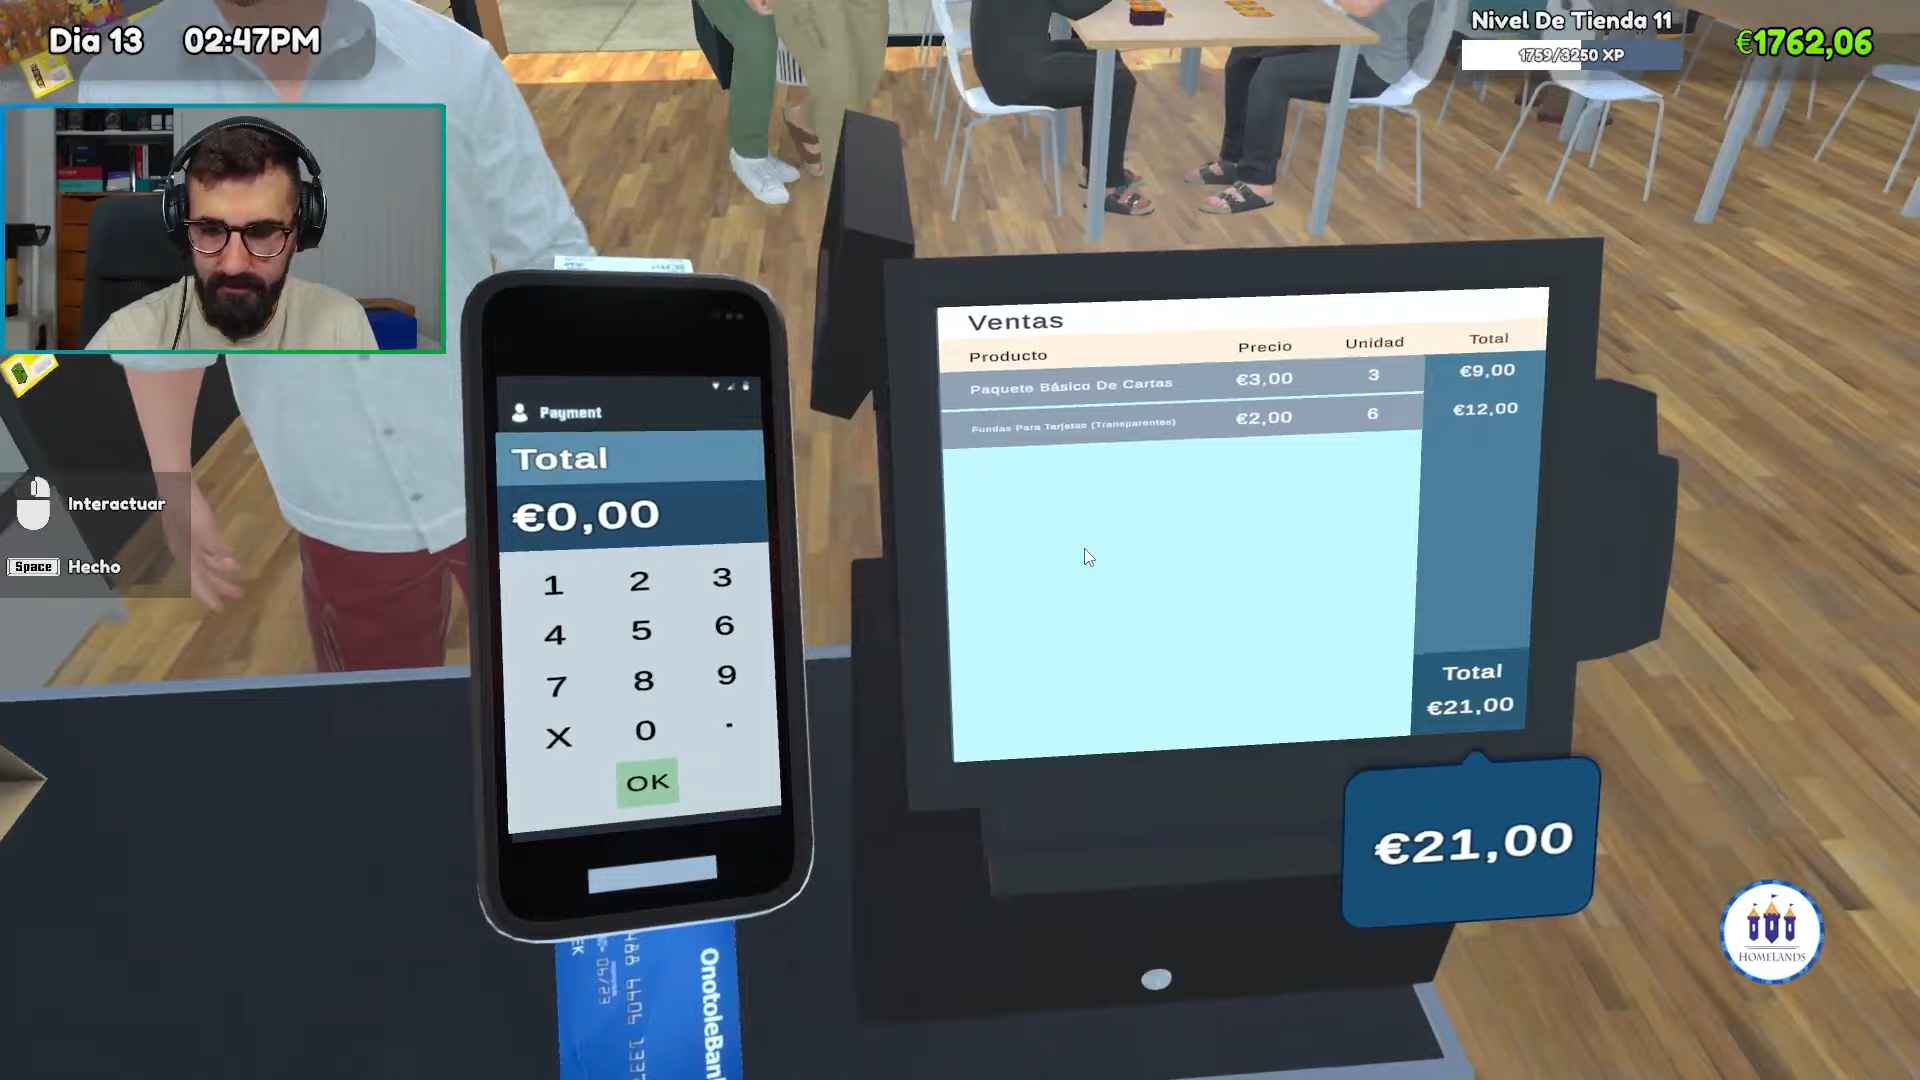 Dia 13 02:47PM
Nivel De Tienda 11
1759/3250 XP
€1762,06
Interactuar
Space Hecho
Payment
Total
€0,00
1 2 3
4 5 6
7 8 9
X 0 .
OK
Ventas
Producto Precio Unidad Total
Paquete Básico De Cartas €3,00 3 €9,00
Fundas Para Tarjetas (Transparentes) €2,00 6 €12,00
Total
€21,00
€21,00
HOMELANDS
OnotoleBank